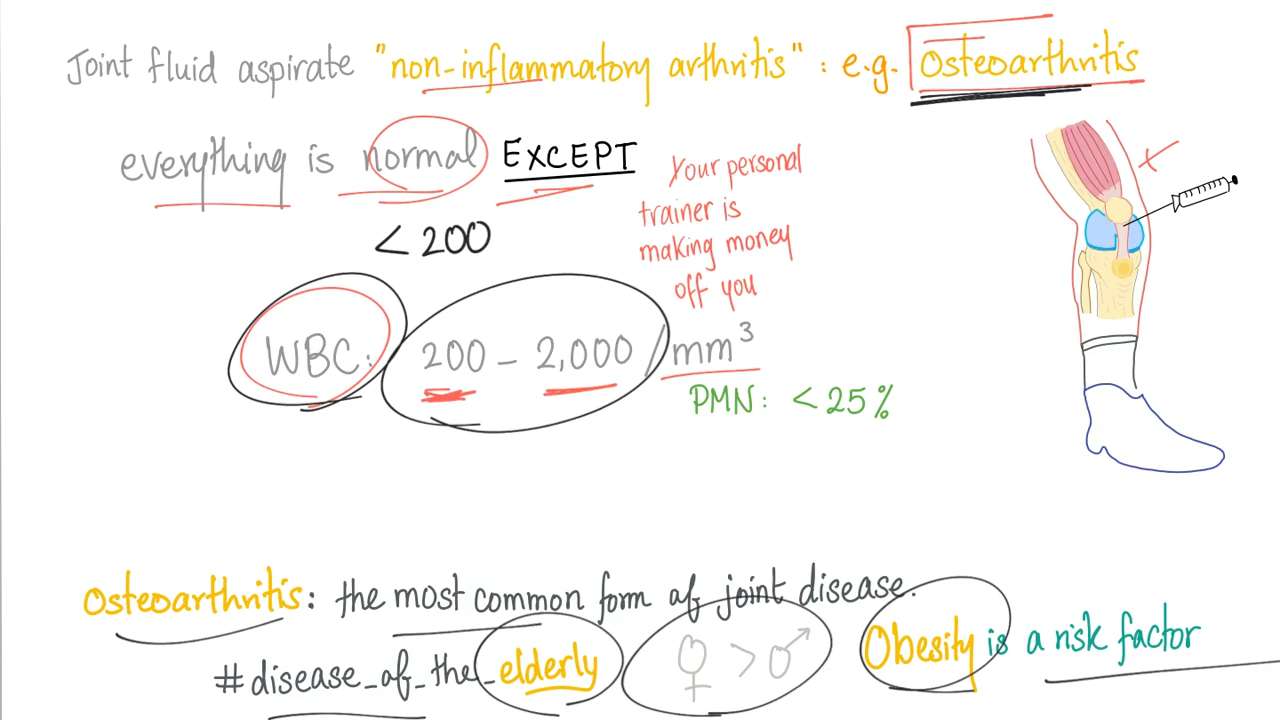 Joint fluid aspirate "non-inflammatory arthritis" : e.g. Osteoarthritis
everything is normal EXCEPT
< 200
Your personal
trainer is
making money
off you
WBC: 200 – 2,000 / mm³
PMN: < 25%
Osteoarthritis: the most common form of joint disease.
#disease_of_the_elderly ♀ > ♂ Obesity is a risk factor